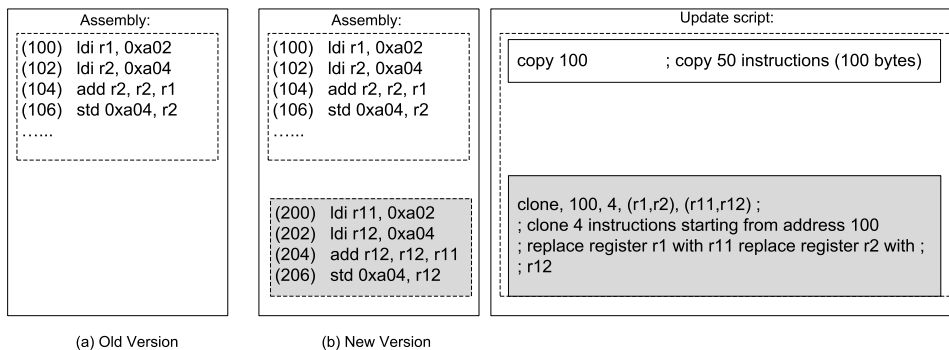 Assembly:
(100) ldi r1, 0xa02
(102) ldi r2, 0xa04
(104) add r2, r2, r1
(106) std 0xa04, r2
…...
(a) Old Version
Assembly:
(100) ldi r1, 0xa02
(102) ldi r2, 0xa04
(104) add r2, r2, r1
(106) std 0xa04, r2
…...
(200) ldi r11, 0xa02
(202) ldi r12, 0xa04
(204) add r12, r12, r11
(206) std 0xa04, r12
(b) New Version
Update script:
copy 100 ; copy 50 instructions (100 bytes)
clone, 100, 4, (r1,r2), (r11,r12) ;
; clone 4 instructions starting from address 100
; replace register r1 with r11 replace register r2 with ;
; r12